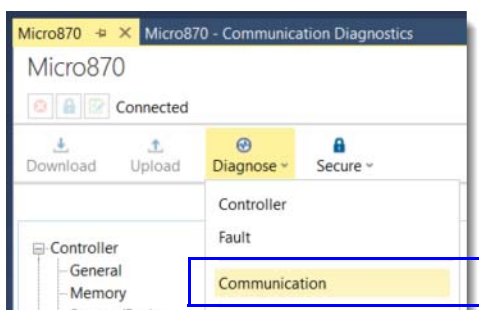 Micro870 Micro870 - Communication Diagnostics
Micro870
Connected
Download Upload Diagnose Secure
Controller
Fault
Communication
Controller
General
Memory